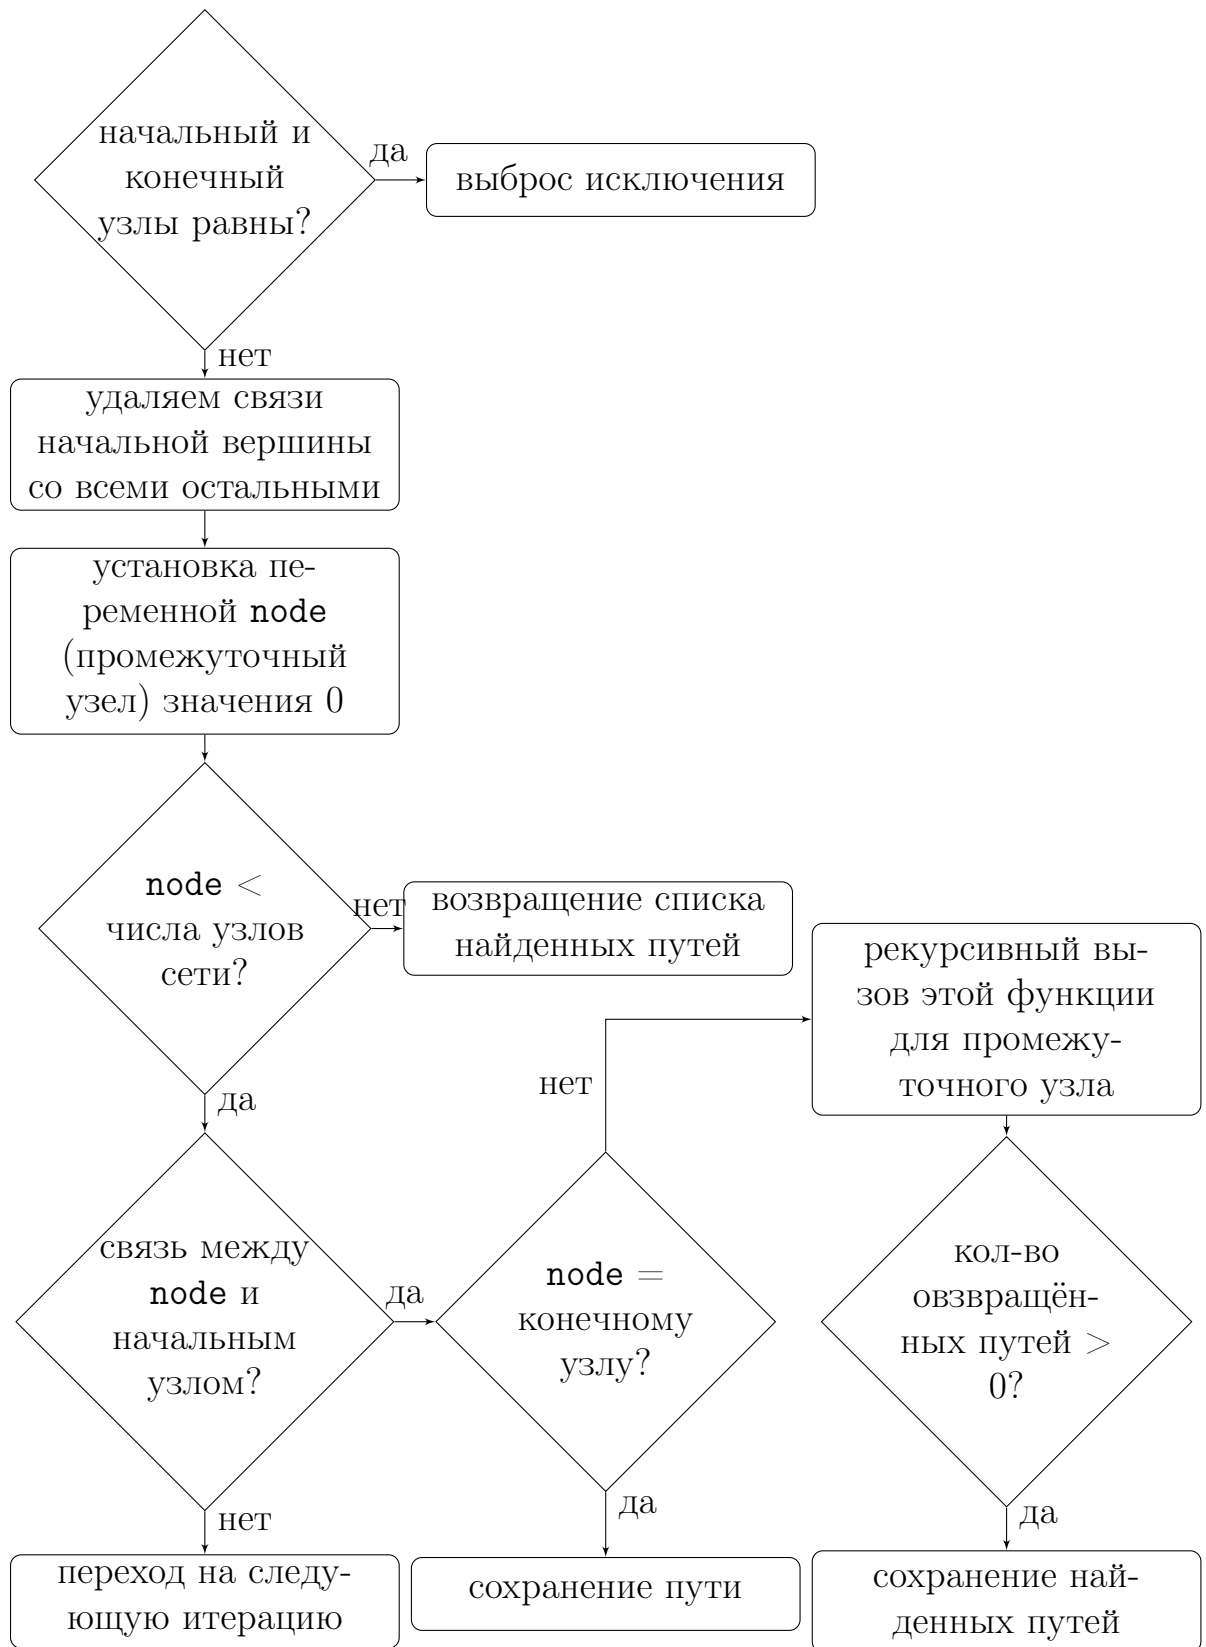 начальный и
конечный
узлы равны?
да
выброс исключения
нет
удаляем связи
начальной вершины
со всеми остальными
установка пе-
ременной node
(промежуточный
узел) значения 0
node <
числа узлов
сети?
нет
возвращение списка
найденных путей
рекурсивный вы-
зов этой функции
для промежу-
точного узла
нет
да
связь между
node и
начальным
узлом?
да
node =
конечному
узлу?
кол-во
овзвращён-
ных путей >
0?
нет
да
да
переход на следу-
ющую итерацию
сохранение пути
сохранение най-
денных путей